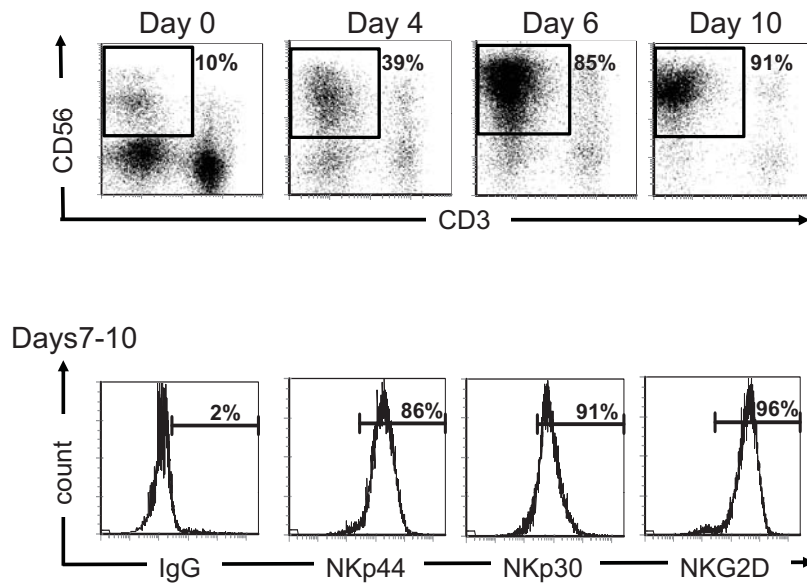 Day 0 Day 4 Day 6 Day 10
10% 39% 85% 91%
CD56
CD3
Days7-10
2% 86% 91% 96%
count
IgG NKp44 NKp30 NKG2D